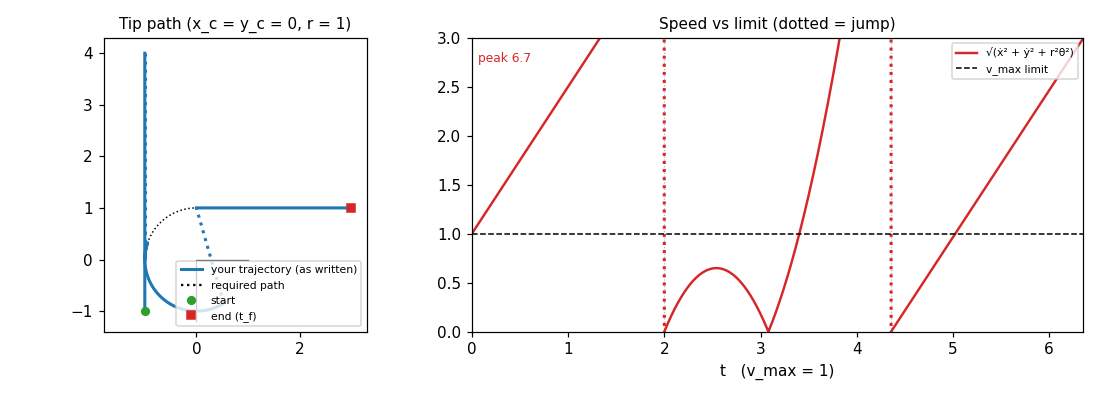 Tip path (x_c = y_c = 0, r = 1)
4
3
2
1
0
−1
0
2
your trajectory (as written)
required path
start
end (t_f)
Speed vs limit (dotted = jump)
peak 6.7
√(ẋ² + ẏ² + r²θ̇²)
v_max limit
3.0
2.5
2.0
1.5
1.0
0.5
0.0
0
1
2
3
4
5
6
t (v_max = 1)